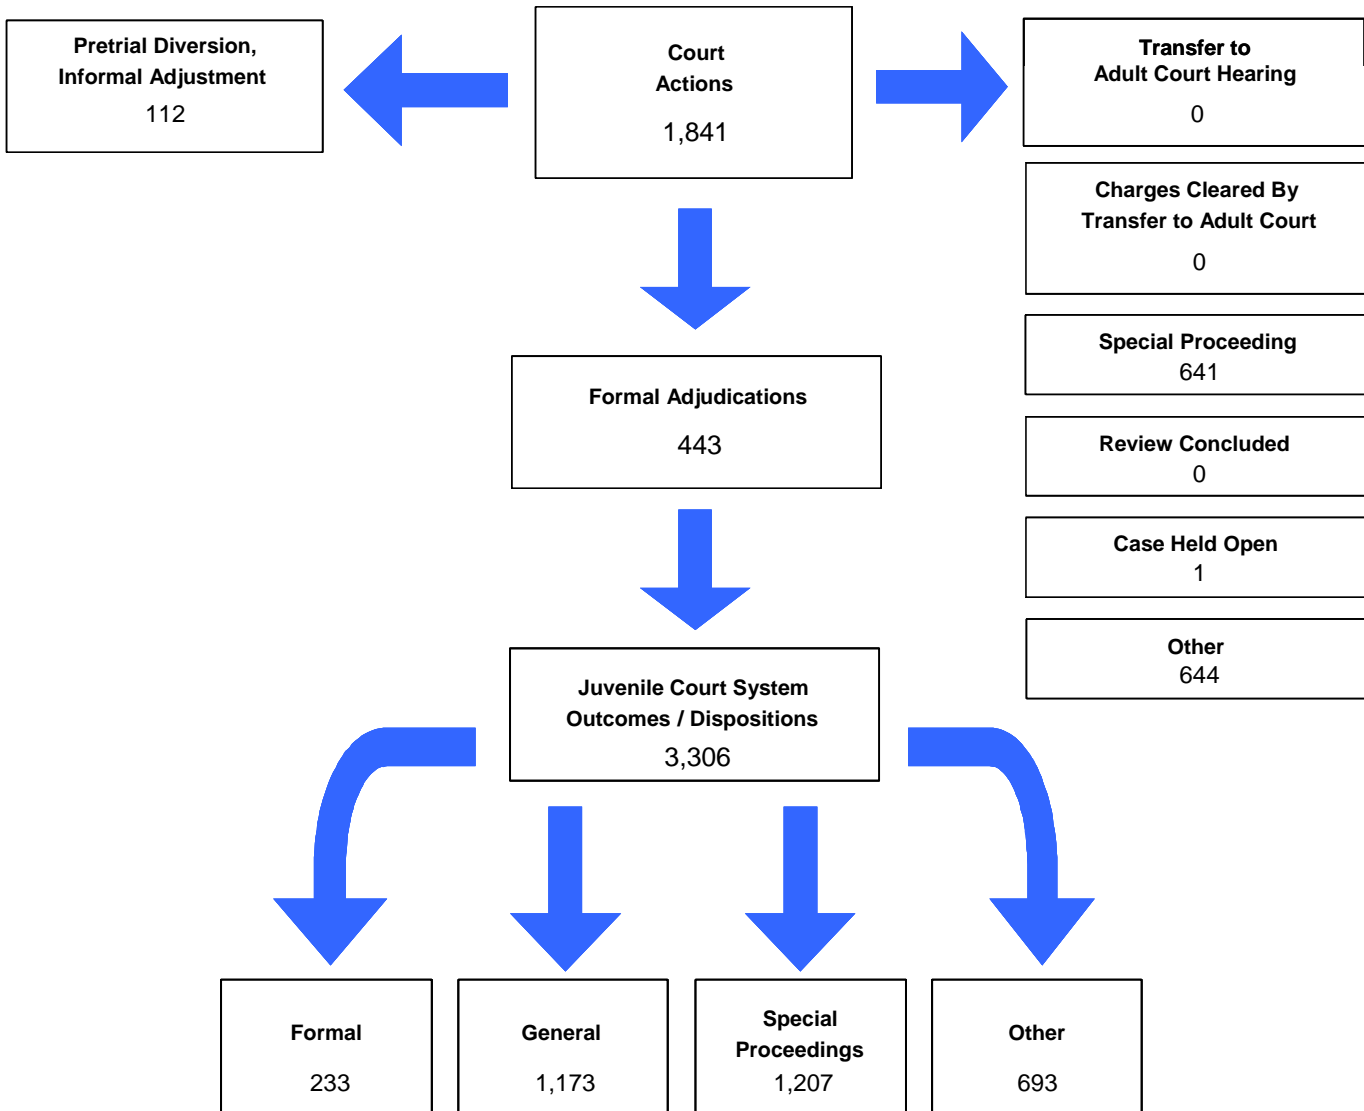 Pretrial Diversion,
Informal Adjustment
112
Court
Actions
1,841
Transfer to
Adult Court Hearing
0
Charges Cleared By
Transfer to Adult Court
0
Special Proceeding
641
Review Concluded
0
Case Held Open
1
Other
644
Formal Adjudications
443
Juvenile Court System
Outcomes / Dispositions
3,306
Formal
233
General
1,173
Special
Proceedings
1,207
Other
693